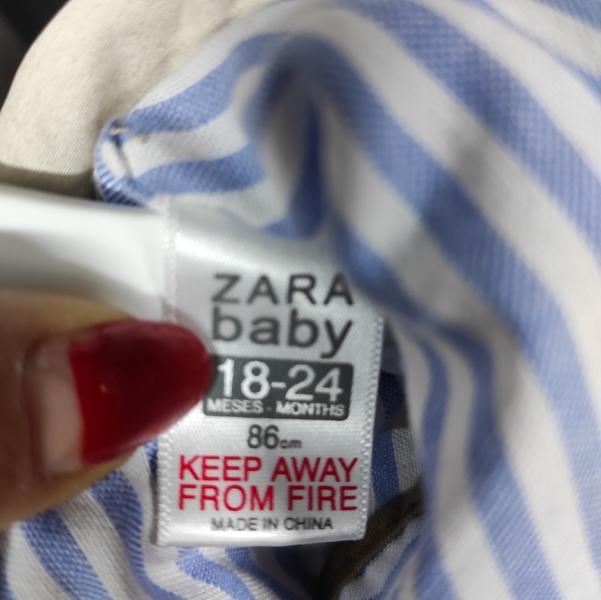 ZARA
baby
18-24
MESES - MONTHS
86cm
KEEP AWAY
FROM FIRE
MADE IN CHINA